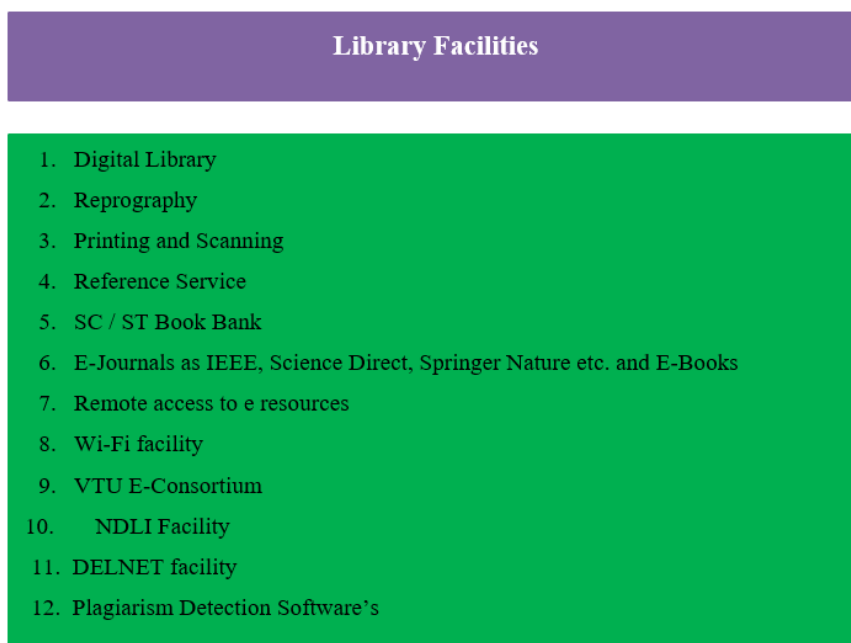 Library Facilities
1. Digital Library
2. Reprography
3. Printing and Scanning
4. Reference Service
5. SC / ST Book Bank
6. E-Journals as IEEE, Science Direct, Springer Nature etc. and E-Books
7. Remote access to e resources
8. Wi-Fi facility
9. VTU E-Consortium
10. NDLI Facility
11. DELNET facility
12. Plagiarism Detection Software’s